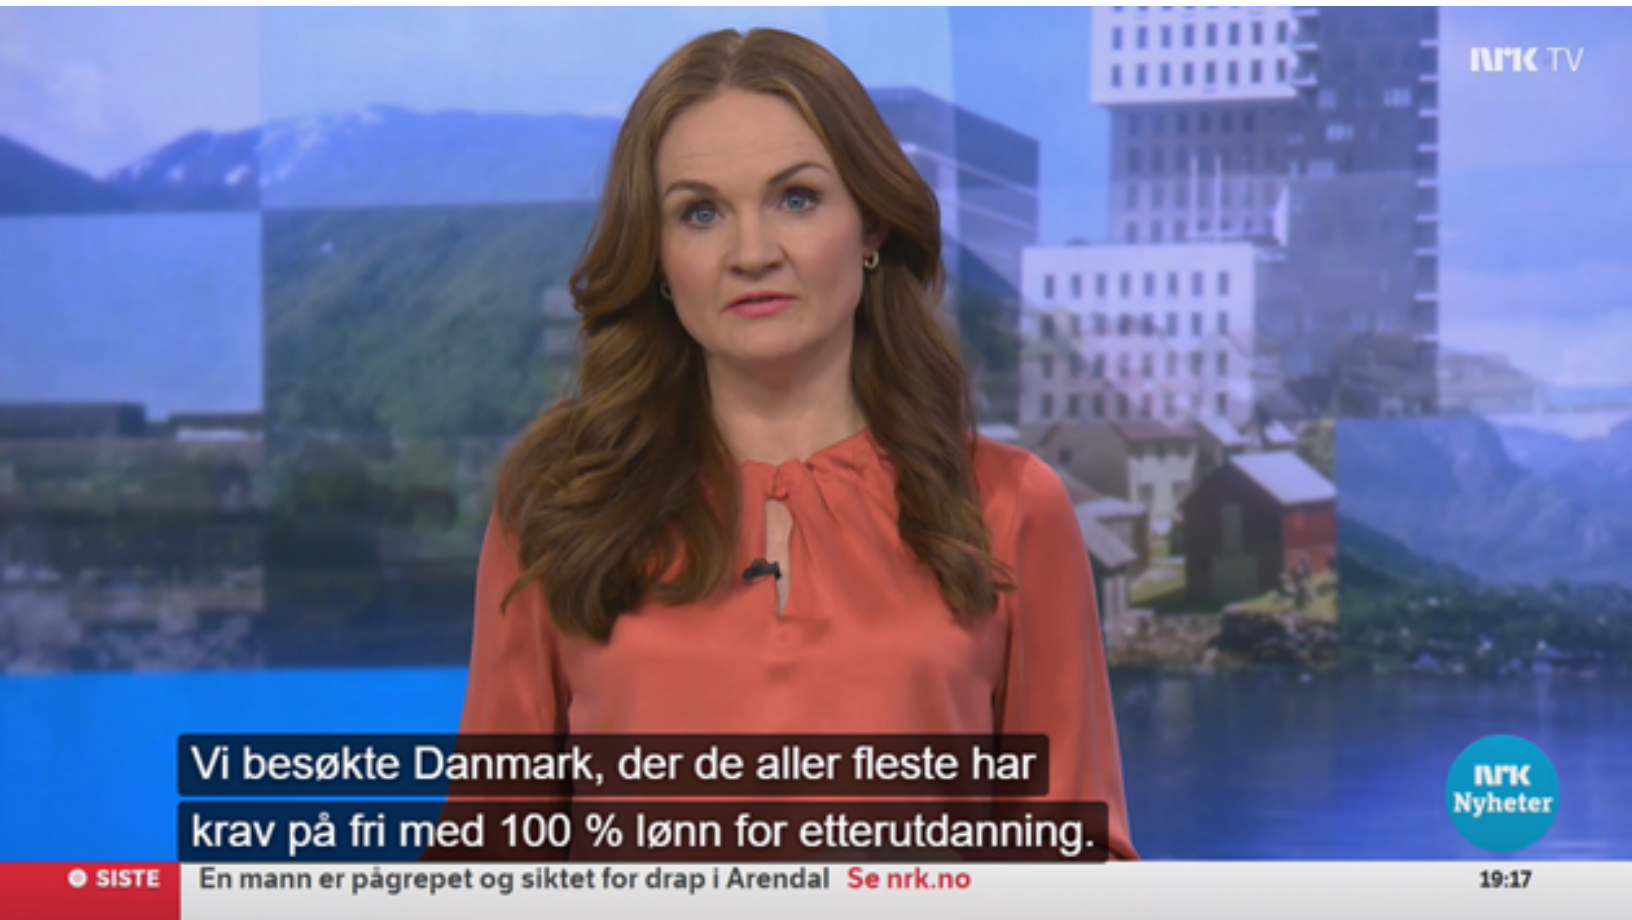 NRK TV
Vi besøkte Danmark, der de aller fleste har
krav på fri med 100 % lønn for etterutdanning.
NRK
Nyheter
SISTE
En mann er pågrepet og siktet for drap i Arendal Se nrk.no
19:17